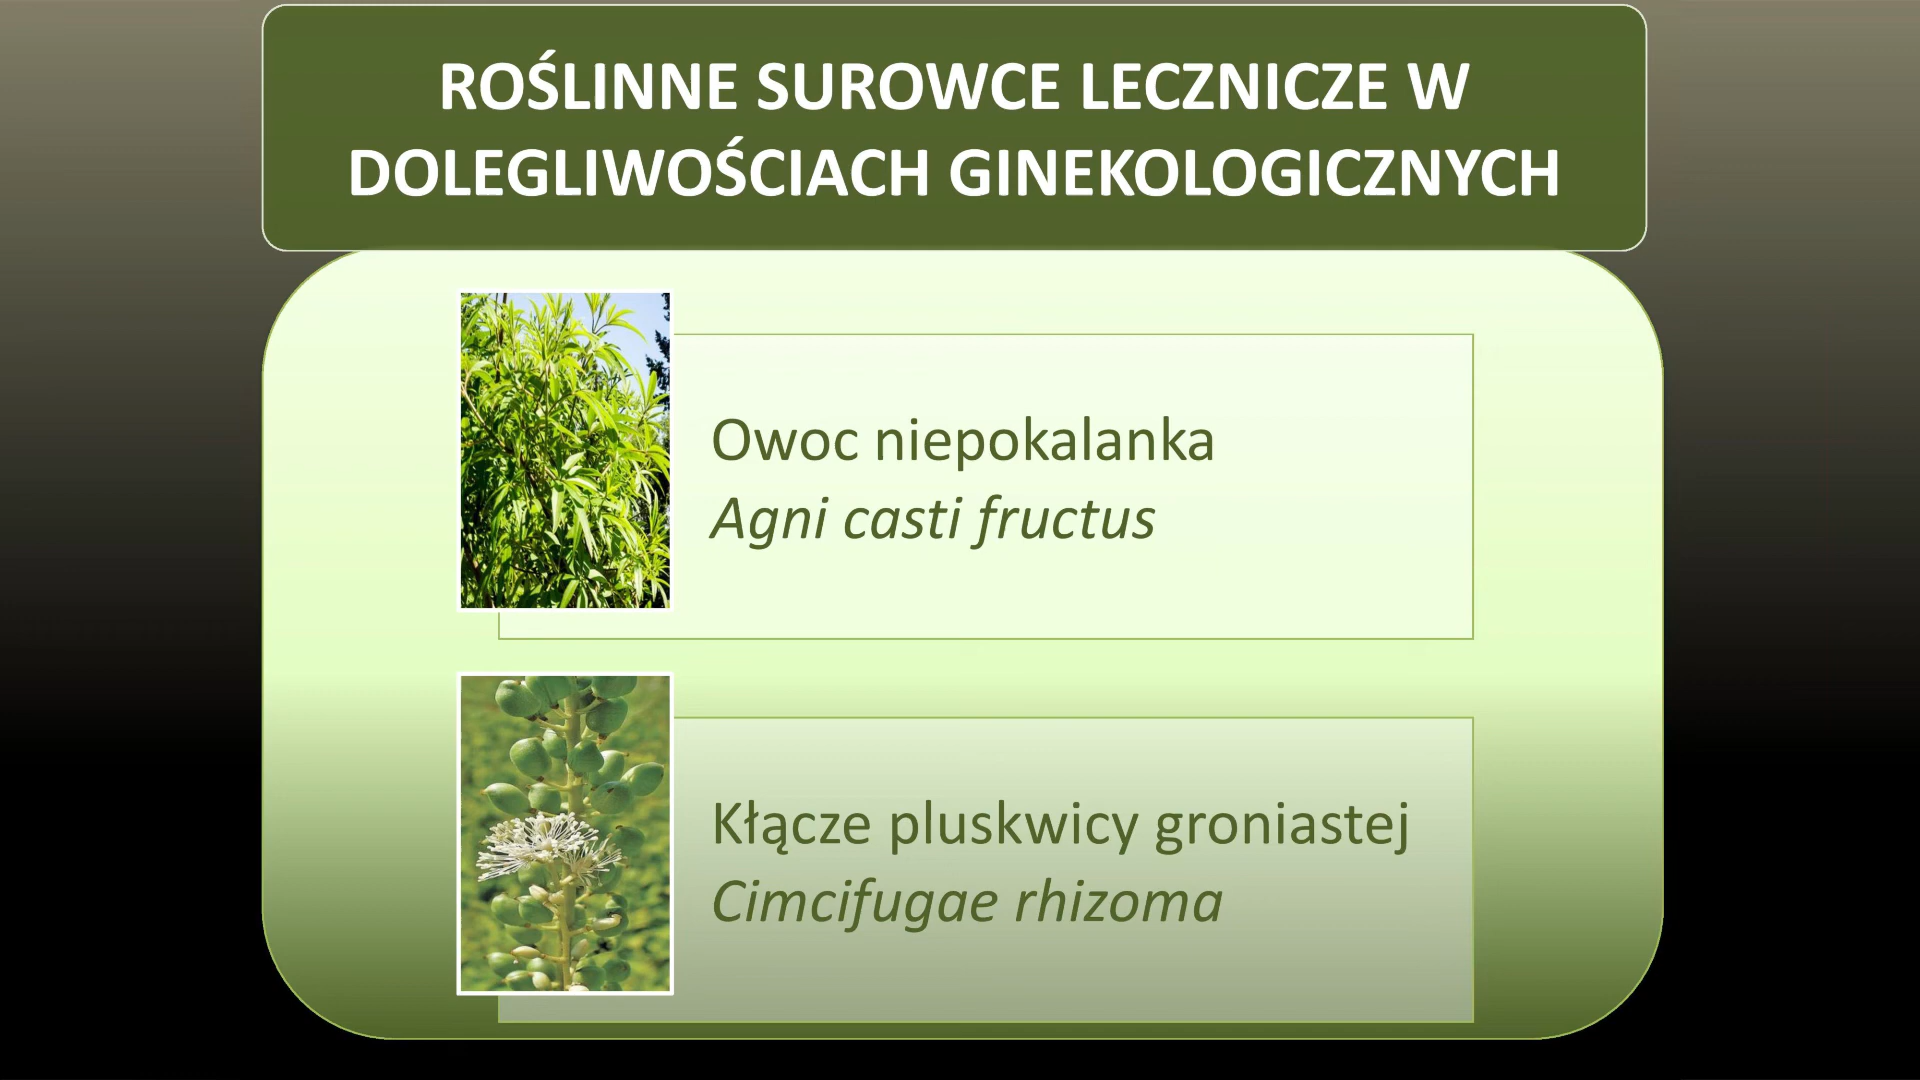 ROŚLINNE SUROWCE LECZNICZE W
DOLEGLIWOŚCIACH GINEKOLOGICZNYCH
Owoc niepokalanka
Agni casti fructus
Kłącze pluskwicy groniastej
Cimcifugae rhizoma